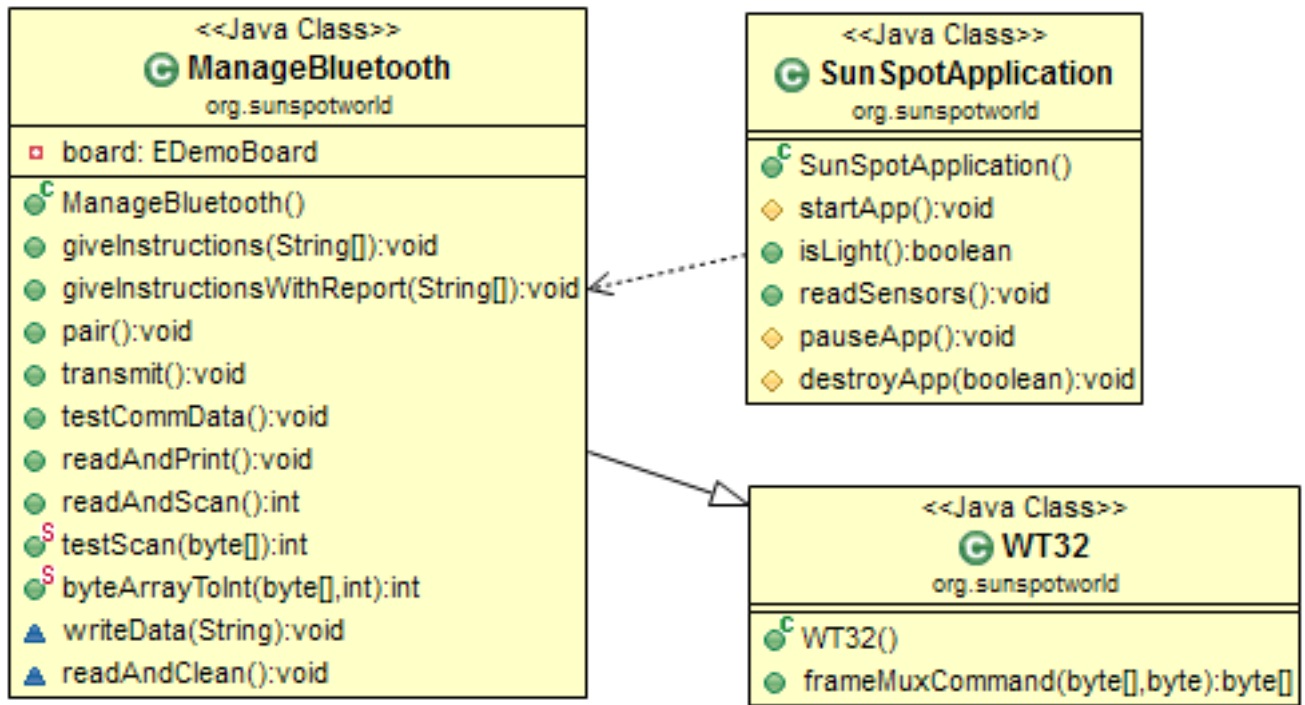 <<Java Class>>
ManageBluetooth
org.sunspotworld
board: EDemoBoard
ManageBluetooth()
giveInstructions(String[]):void
giveInstructionsWithReport(String[]):void
pair():void
transmit():void
testCommData():void
readAndPrint():void
readAndScan():int
testScan(byte[]):int
byteArrayToInt(byte[],int):int
writeData(String):void
readAndClean():void
<<Java Class>>
SunSpotApplication
org.sunspotworld
SunSpotApplication()
startApp():void
isLight():boolean
readSensors():void
pauseApp():void
destroyApp(boolean):void
<<Java Class>>
WT32
org.sunspotworld
WT32()
frameMuxCommand(byte[],byte):byte[]